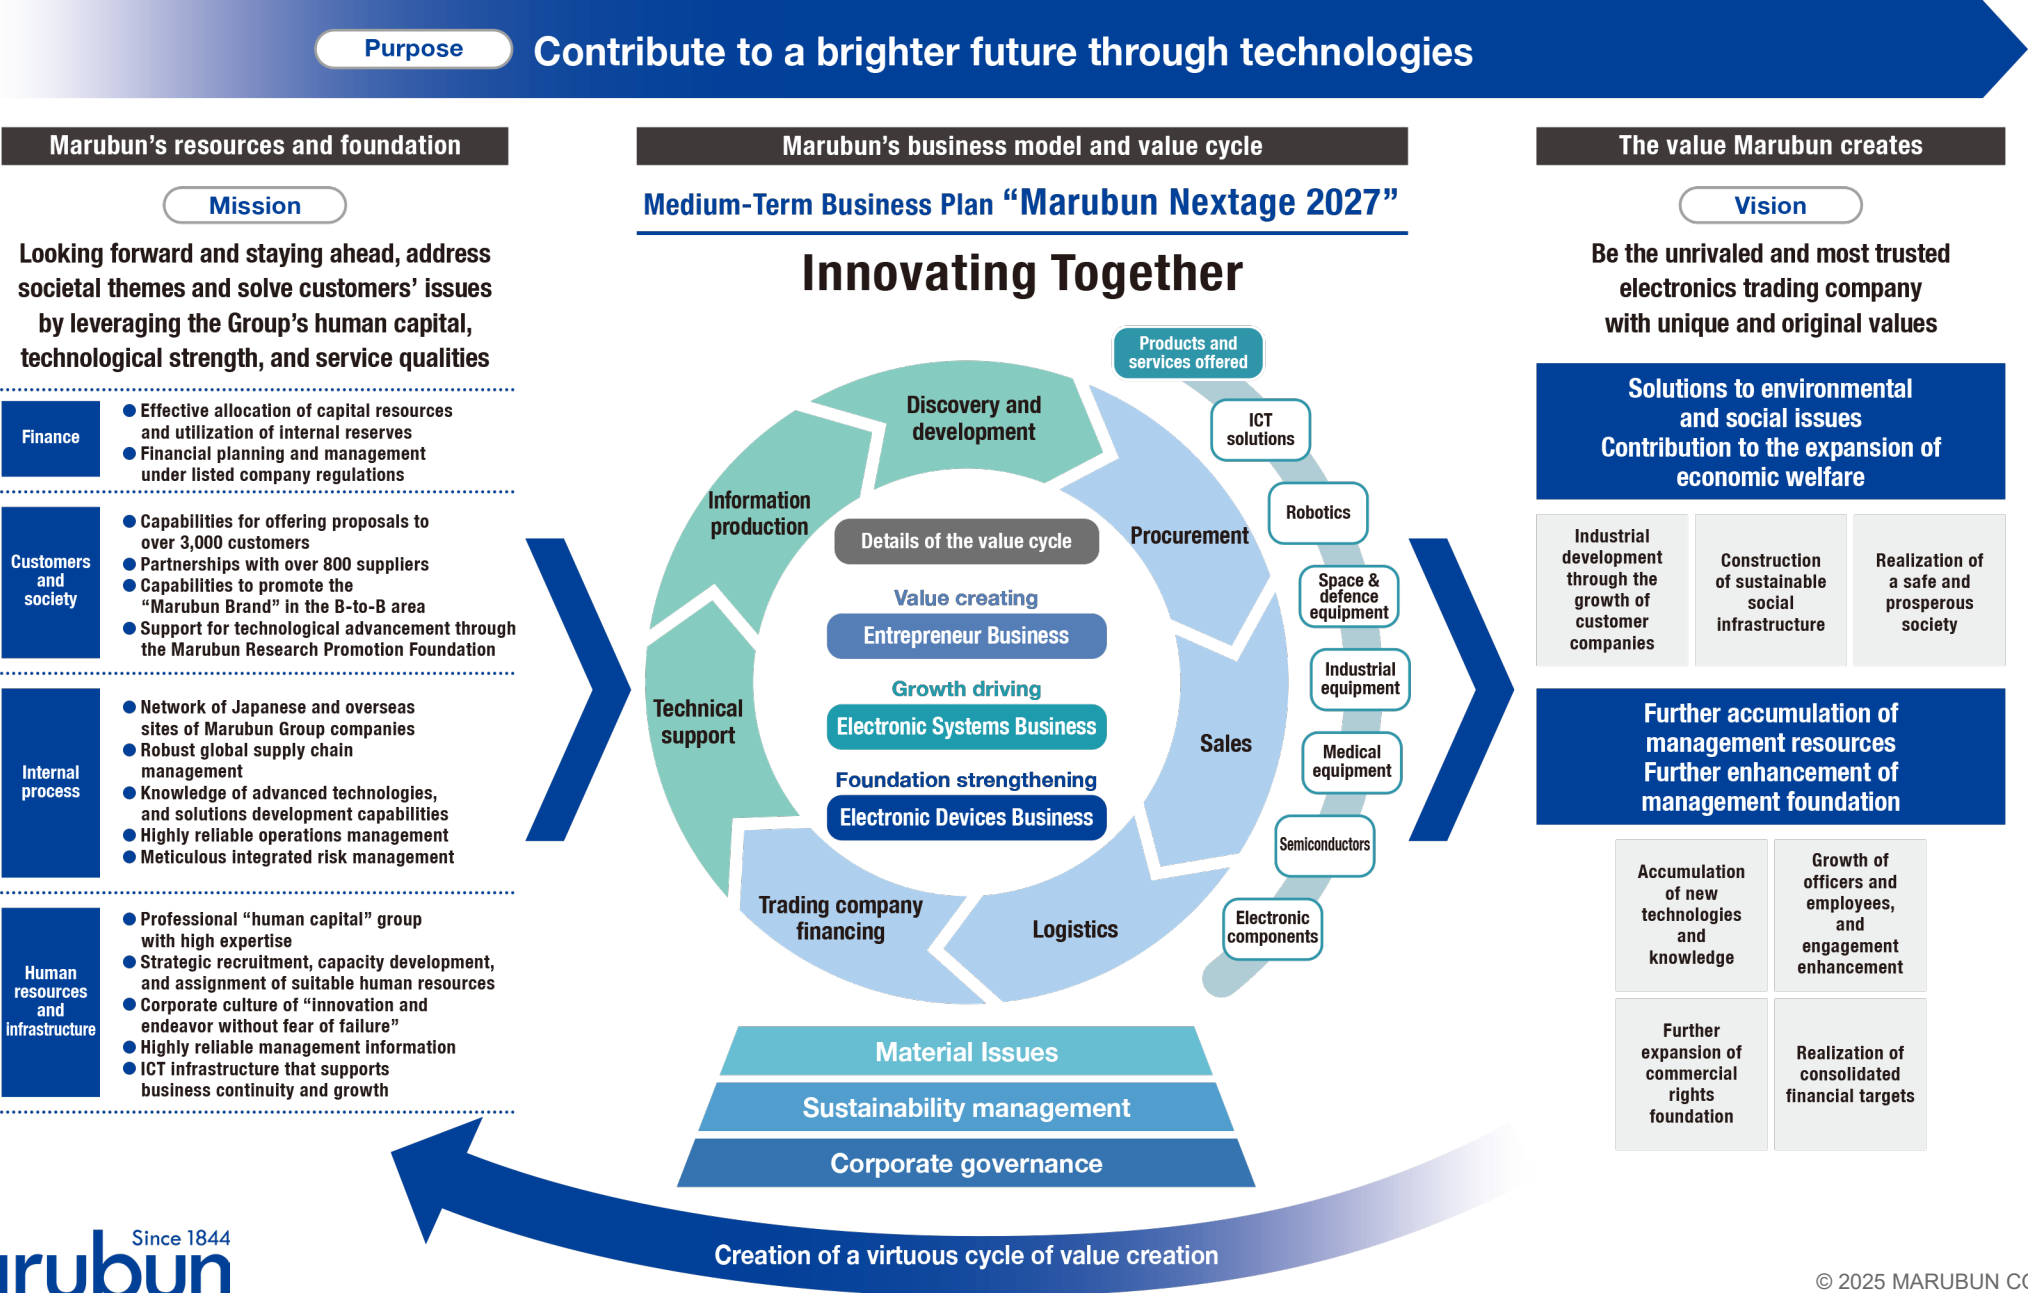 Purpose
Contribute to a brighter future through technologies
Marubun’s resources and foundation
Mission
Looking forward and staying ahead, address
societal themes and solve customers’ issues
by leveraging the Group’s human capital,
technological strength, and service qualities
Finance
● Effective allocation of capital resources
and utilization of internal reserves
● Financial planning and management
under listed company regulations
Customers
and
society
● Capabilities for offering proposals to
over 3,000 customers
● Partnerships with over 800 suppliers
● Capabilities to promote the
“Marubun Brand” in the B-to-B area
● Support for technological advancement through
the Marubun Research Promotion Foundation
Internal
process
● Network of Japanese and overseas
sites of Marubun Group companies
● Robust global supply chain
management
● Knowledge of advanced technologies,
and solutions development capabilities
● Highly reliable operations management
● Meticulous integrated risk management
Human
resources
and
infrastructure
● Professional “human capital” group
with high expertise
● Strategic recruitment, capacity development,
and assignment of suitable human resources
● Corporate culture of “innovation and
endeavor without fear of failure”
● Highly reliable management information
● ICT infrastructure that supports
business continuity and growth
Marubun’s business model and value cycle
Medium-Term Business Plan “Marubun Nextage 2027”
Innovating Together
Discovery and
development
Procurement
Sales
Logistics
Trading company
financing
Technical
support
Information
production
Details of the value cycle
Value creating
Entrepreneur Business
Growth driving
Electronic Systems Business
Foundation strengthening
Electronic Devices Business
Products and
services offered
ICT
solutions
Robotics
Space &
defence
equipment
Industrial
equipment
Medical
equipment
Semiconductors
Electronic
components
Material Issues
Sustainability management
Corporate governance
The value Marubun creates
Vision
Be the unrivaled and most trusted
electronics trading company
with unique and original values
Solutions to environmental
and social issues
Contribution to the expansion of
economic welfare
Industrial
development
through the
growth of
customer
companies
Construction
of sustainable
social
infrastructure
Realization of
a safe and
prosperous
society
Further accumulation of
management resources
Further enhancement of
management foundation
Accumulation
of new
technologies
and
knowledge
Growth of
officers and
employees,
and
engagement
enhancement
Further
expansion of
commercial
rights
foundation
Realization of
consolidated
financial targets
Creation of a virtuous cycle of value creation
Since 1844
arubun
© 2025 MARUBUN CO